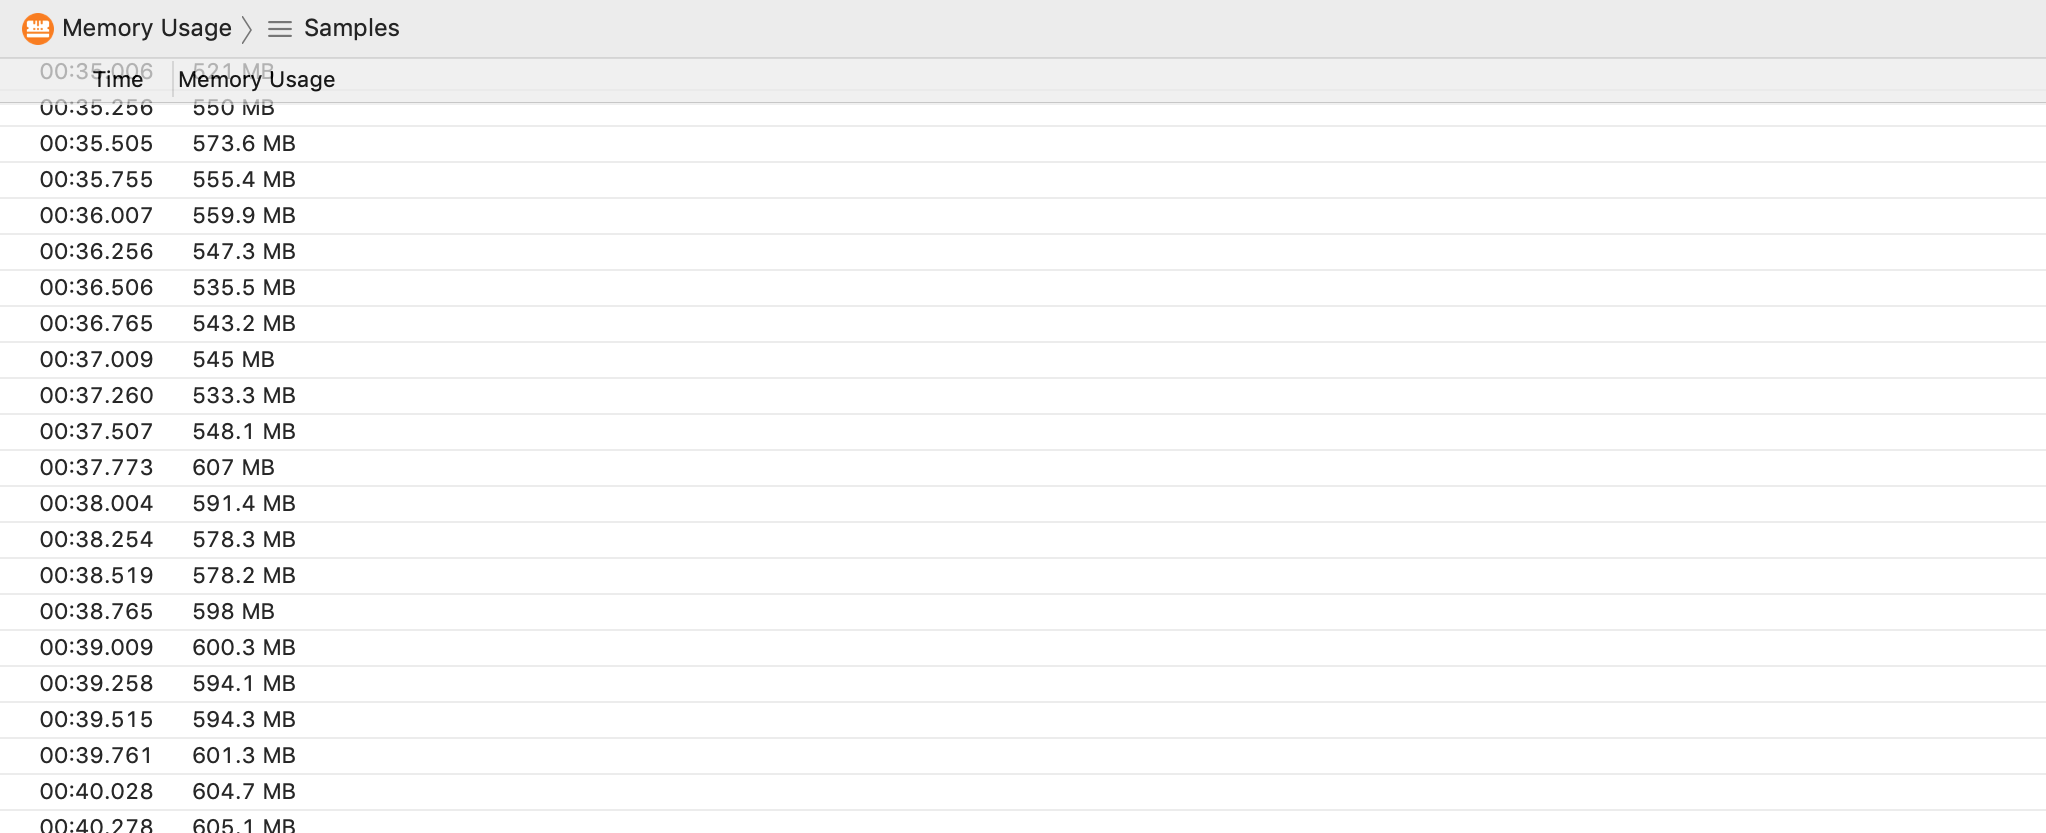 Memory Usage Samples
00:35.006 521 MB
Time Memory Usage
00:35.256 550 MB
00:35.505 573.6 MB
00:35.755 555.4 MB
00:36.007 559.9 MB
00:36.256 547.3 MB
00:36.506 535.5 MB
00:36.765 543.2 MB
00:37.009 545 MB
00:37.260 533.3 MB
00:37.507 548.1 MB
00:37.773 607 MB
00:38.004 591.4 MB
00:38.254 578.3 MB
00:38.519 578.2 MB
00:38.765 598 MB
00:39.009 600.3 MB
00:39.258 594.1 MB
00:39.515 594.3 MB
00:39.761 601.3 MB
00:40.028 604.7 MB
00:40.278 605.1 MB